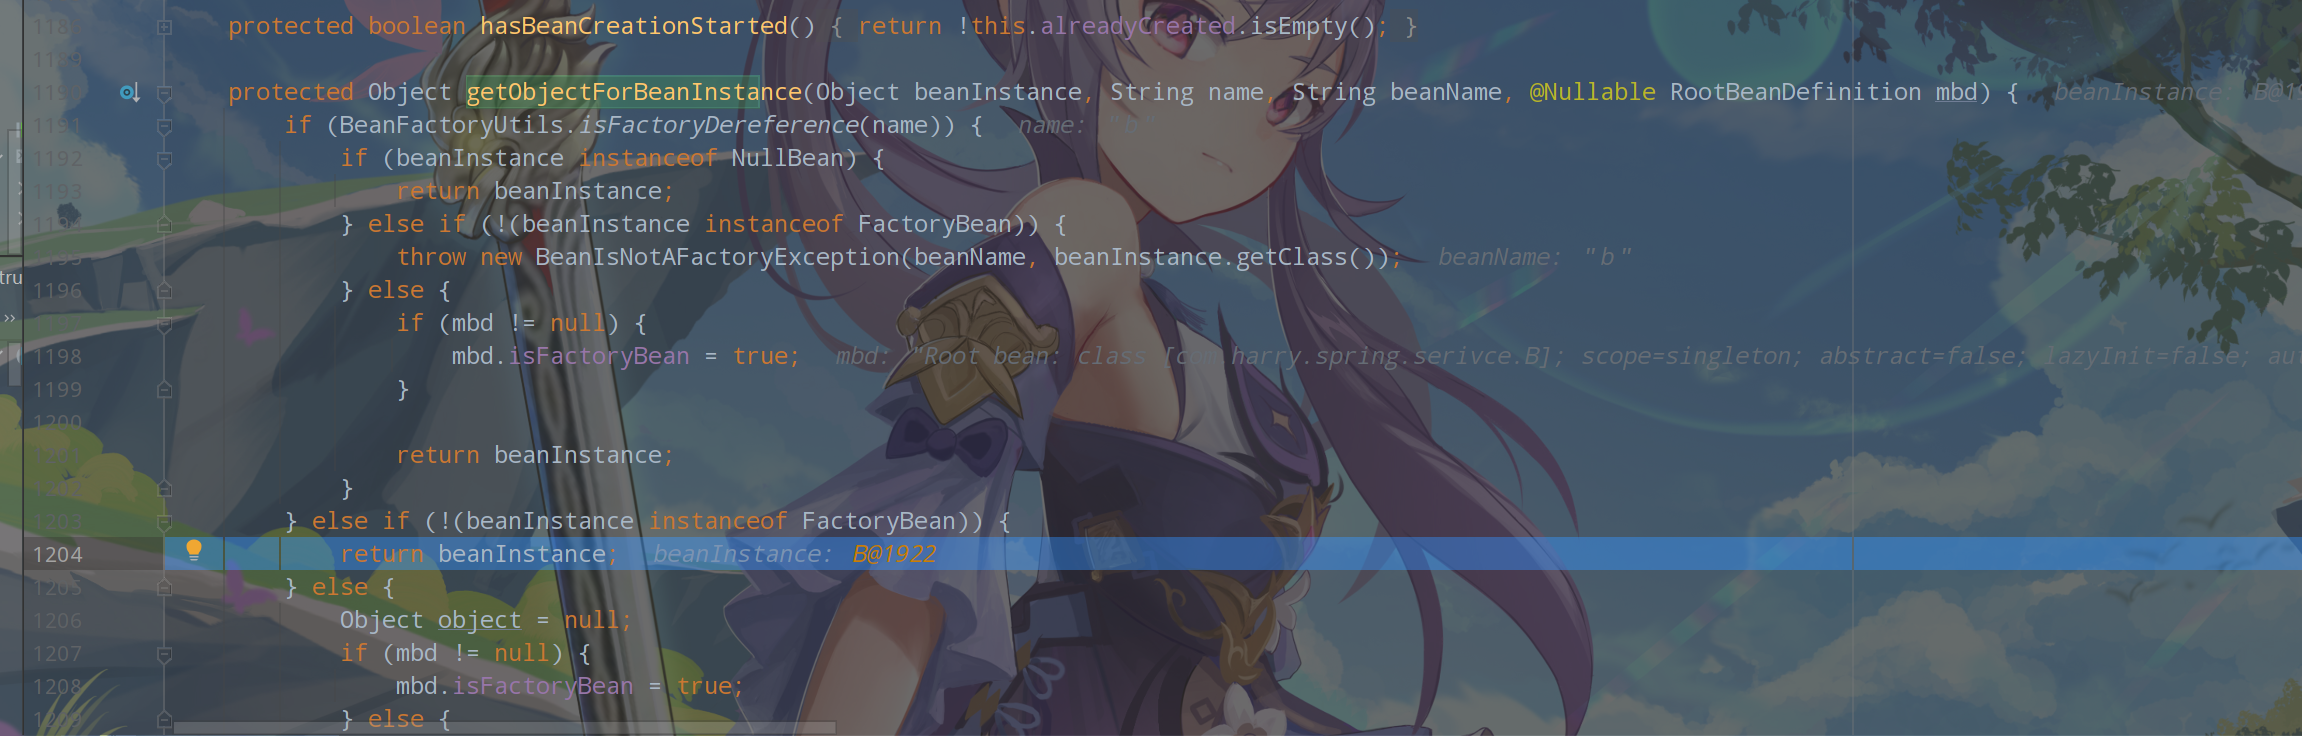 1188 protected boolean hasBeanCreationStarted() { return !this.alreadyCreated.isEmpty(); }
1189
1190 protected Object getObjectForBeanInstance(Object beanInstance, String name, String beanName, @Nullable RootBeanDefinition mbd) { beanInstance: B@19
1191 if (BeanFactoryUtils.isFactoryDereference(name)) { name: "b"
1192 if (beanInstance instanceof NullBean) {
1193 return beanInstance;
1194 } else if (!(beanInstance instanceof FactoryBean)) {
1195 throw new BeanIsNotAFactoryException(beanName, beanInstance.getClass()); beanName: "b"
1196 } else {
tru
1197 if (mbd != null) {
1198 mbd.isFactoryBean = true; mbd: "Root bean: class [com.harry.spring.serivce.B]; scope=singleton; abstract=false; lazyInit=false; aut
1199 }
1200
1201 return beanInstance;
1202 }
1203 } else if (!(beanInstance instanceof FactoryBean)) {
1204 return beanInstance; beanInstance: B@1922
1205 } else {
1206 Object object = null;
1207 if (mbd != null) {
1208 mbd.isFactoryBean = true;
1209 } else {